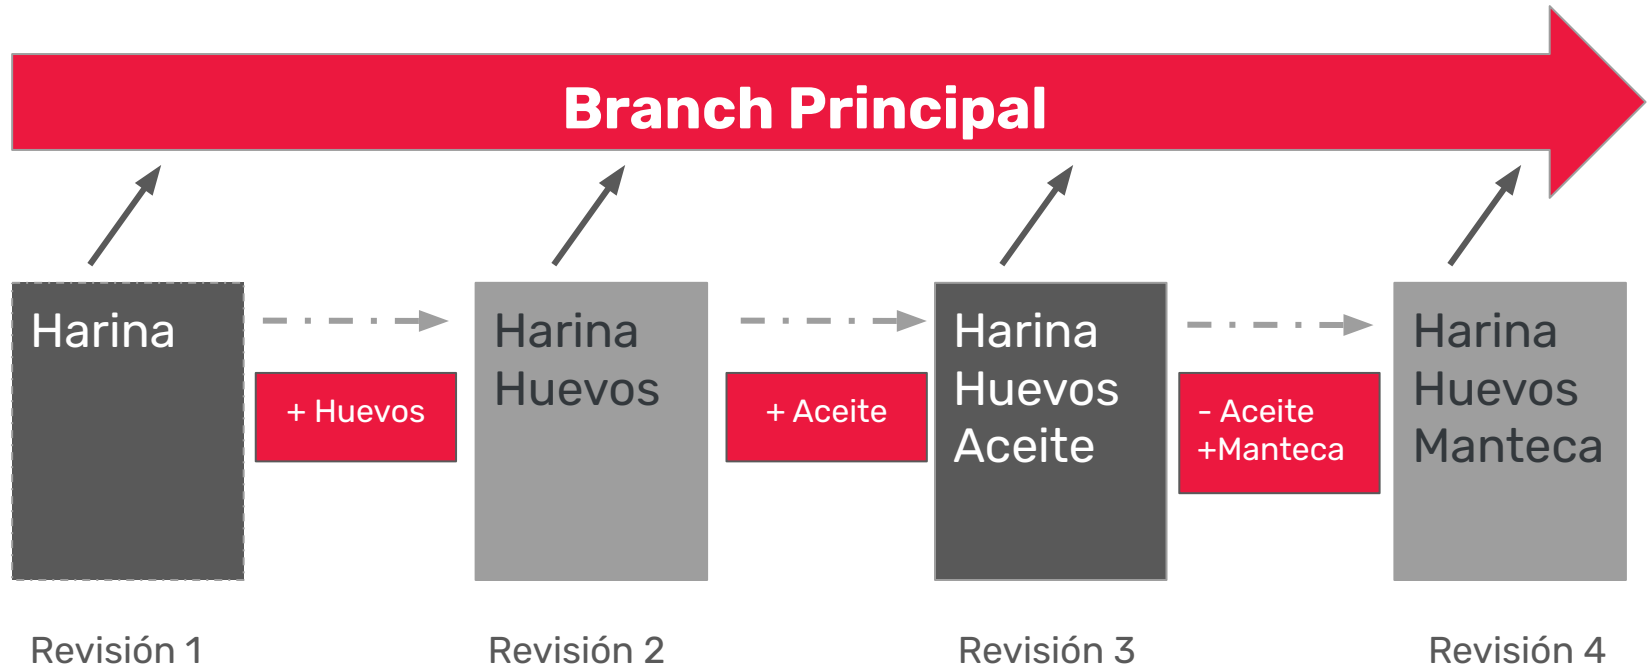 Branch Principal
Harina
+ Huevos
Harina
Huevos
+ Aceite
Harina
Huevos
Aceite
- Aceite
+Manteca
Harina
Huevos
Manteca
Revisión 1
Revisión 2
Revisión 3
Revisión 4